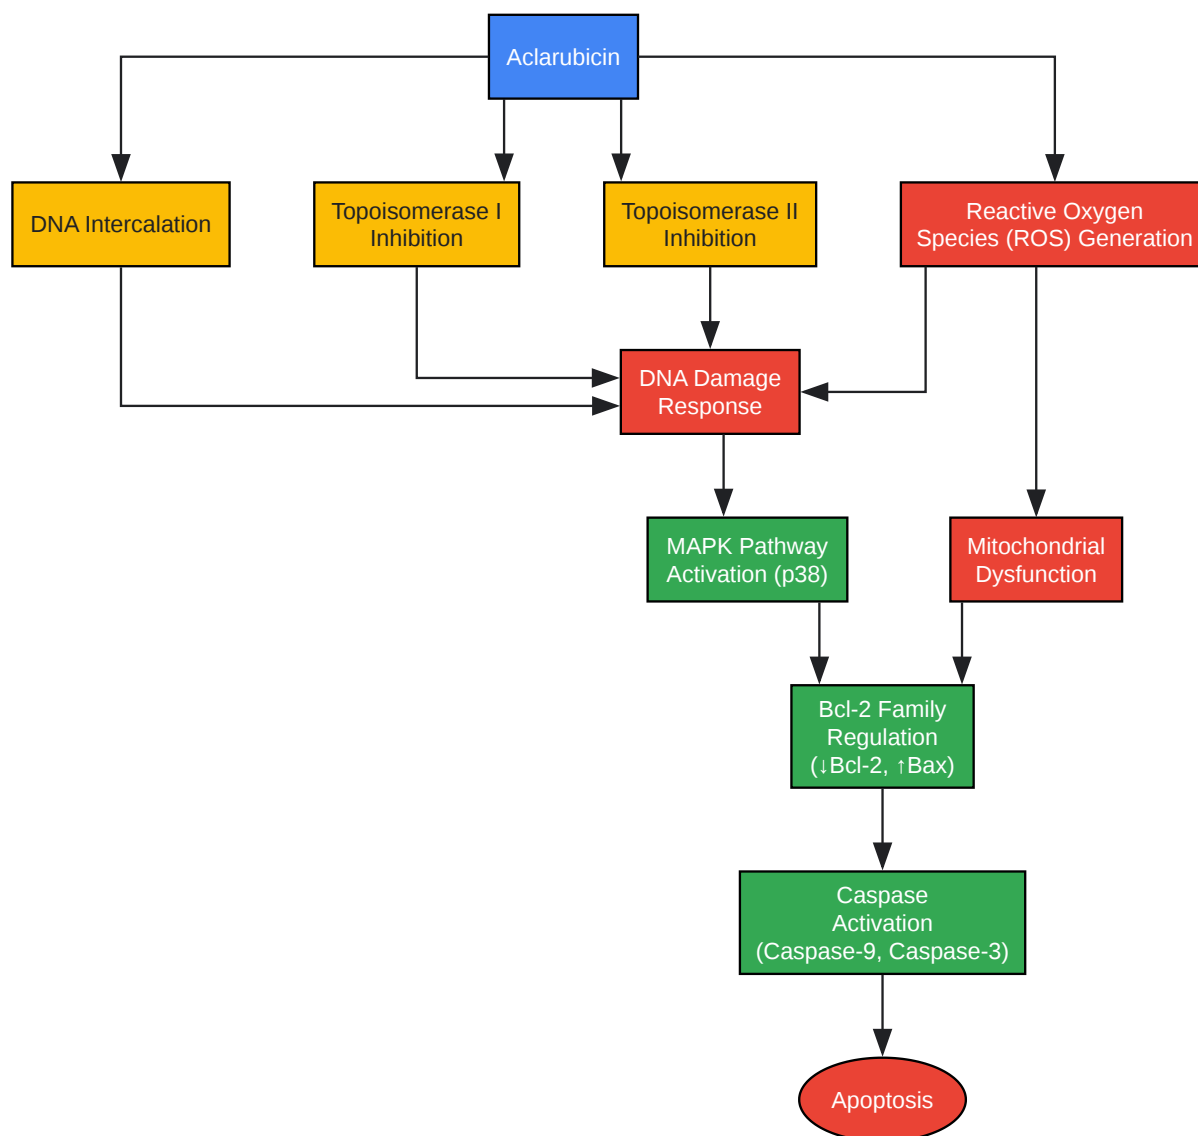 Aclarubicin
DNA Intercalation
Topoisomerase I
Inhibition
Topoisomerase II
Inhibition
Reactive Oxygen
Species (ROS) Generation
DNA Damage
Response
MAPK Pathway
Activation (p38)
Mitochondrial
Dysfunction
Bcl-2 Family
Regulation
(↓Bcl-2, ↑Bax)
Caspase
Activation
(Caspase-9, Caspase-3)
Apoptosis